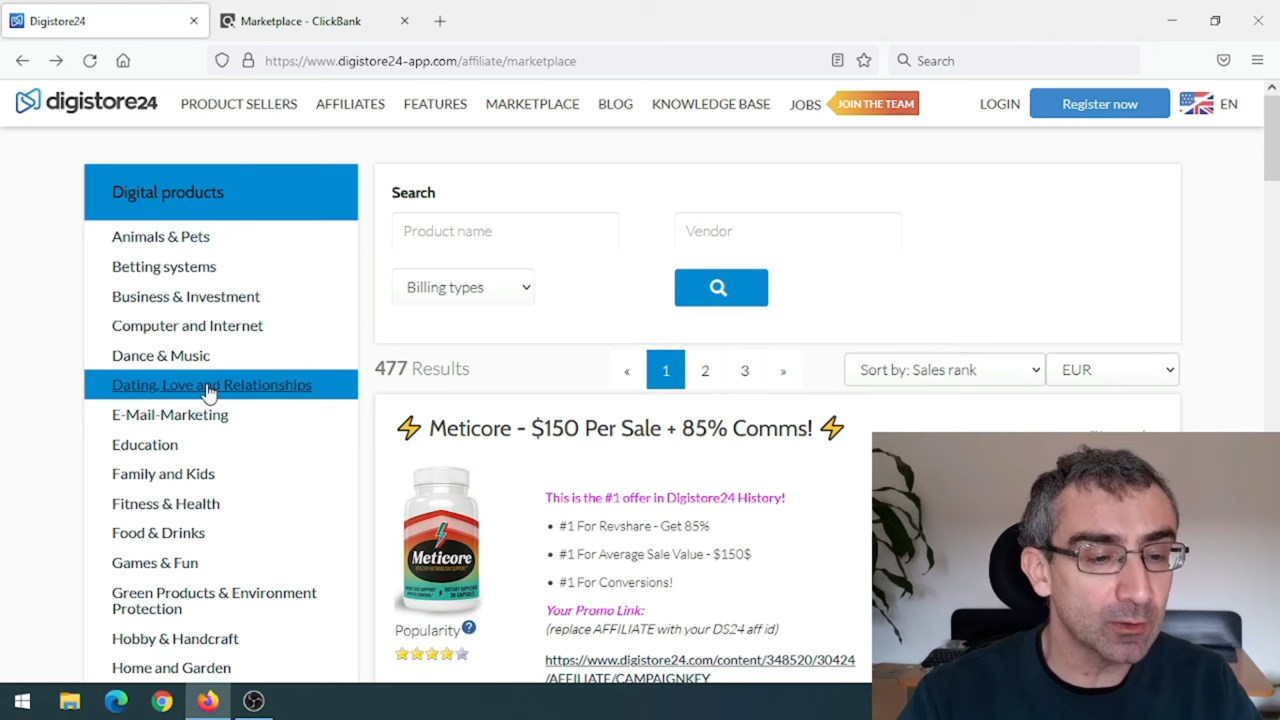 Digistore24
Marketplace - ClickBank
https://www.digistore24-app.com/affiliate/marketplace
Search
digistore24
PRODUCT SELLERS
AFFILIATES
FEATURES
MARKETPLACE
BLOG
KNOWLEDGE BASE
JOBS
JOIN THE TEAM
LOGIN
Register now
EN
Digital products
Animals & Pets
Betting systems
Business & Investment
Computer and Internet
Dance & Music
Dating, Love and Relationships
E-Mail-Marketing
Education
Family and Kids
Fitness & Health
Food & Drinks
Games & Fun
Green Products & Environment
Protection
Hobby & Handcraft
Home and Garden
Search
Product name
Vendor
Billing types
477 Results
«
1
2
3
»
Sort by: Sales rank
EUR
Meticore - $150 Per Sale + 85% Comms!
Meticore
Popularity
This is the #1 offer in Digistore24 History!
• #1 For Revshare - Get 85%
• #1 For Average Sale Value - $150$
• #1 For Conversions!
Your Promo Link:
(replace AFFILIATE with your DS24 aff id)
https://www.digistore24.com/content/348520/30424
/AFFILIATE/CAMPAIGNKEY